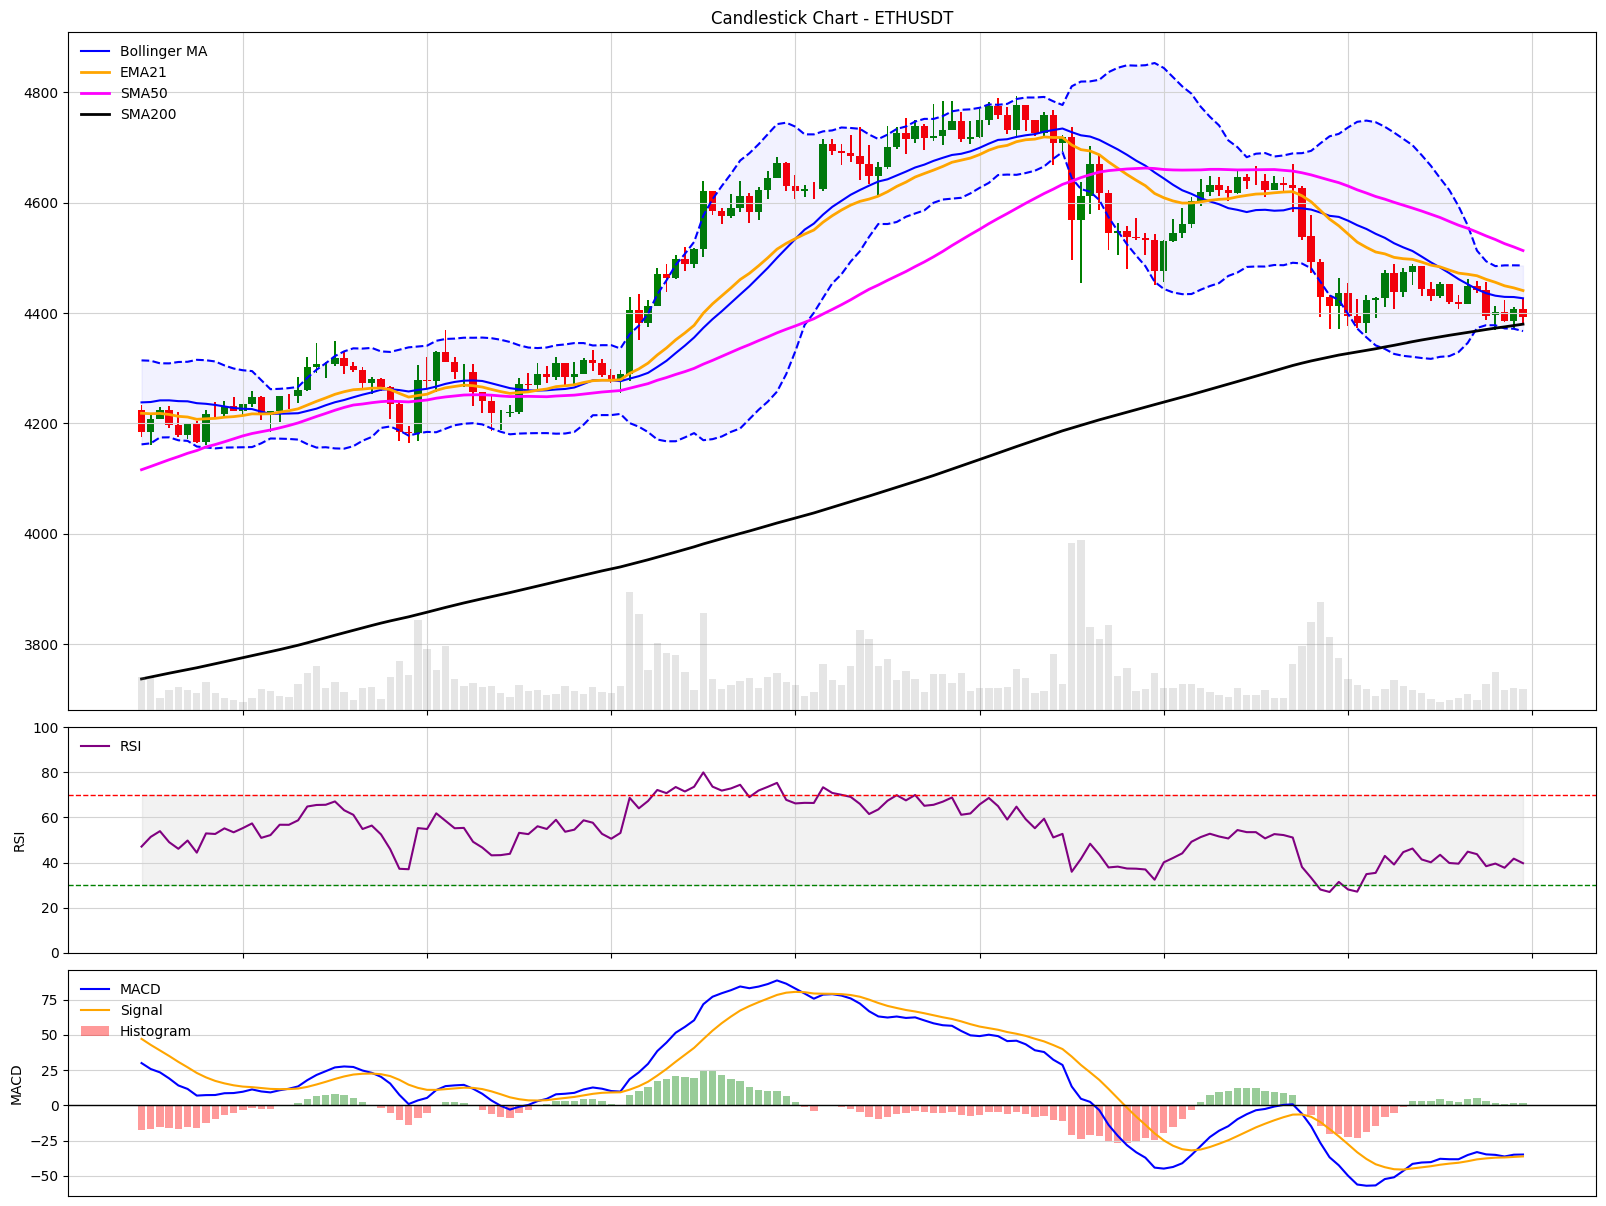 Candlestick Chart - ETHUSDT
Bollinger MA
EMA21
SMA50
SMA200
4800
4600
4400
4200
4000
3800
100
80
60
40
20
0
RSI
RSI
75
50
25
0
−25
−50
MACD
MACD
Signal
Histogram